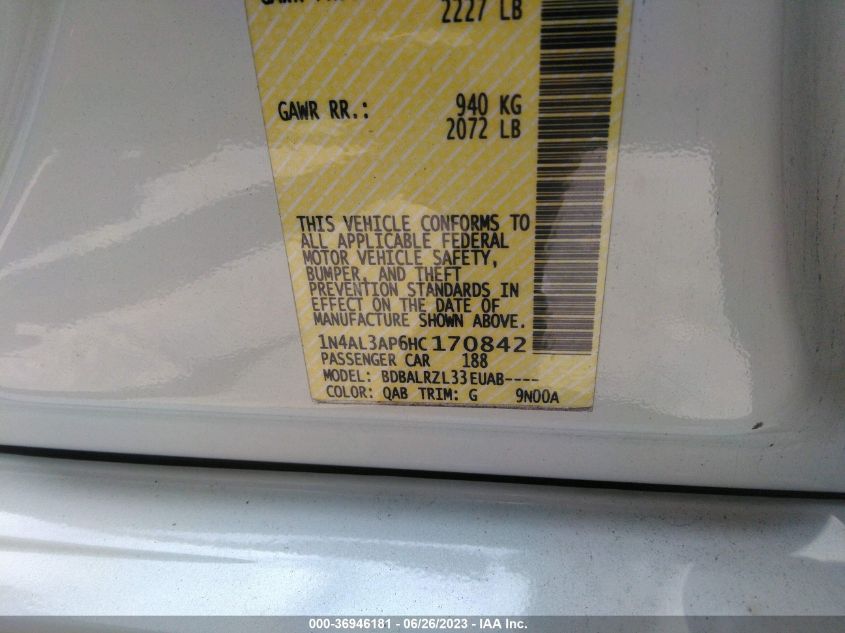 2227 LB
GAWR RR.: 940 KG
2072 LB
THIS VEHICLE CONFORMS TO
ALL APPLICABLE FEDERAL
MOTOR VEHICLE SAFETY,
BUMPER, AND THEFT
PREVENTION STANDARDS IN
EFFECT ON THE DATE OF
MANUFACTURE SHOWN ABOVE.
1N4AL3AP6HC170842
PASSENGER CAR 188
MODEL: BDBALRZL33EUAB----
COLOR: QAB TRIM: G 9N00A
000-36946181 - 06/26/2023 - IAA Inc.